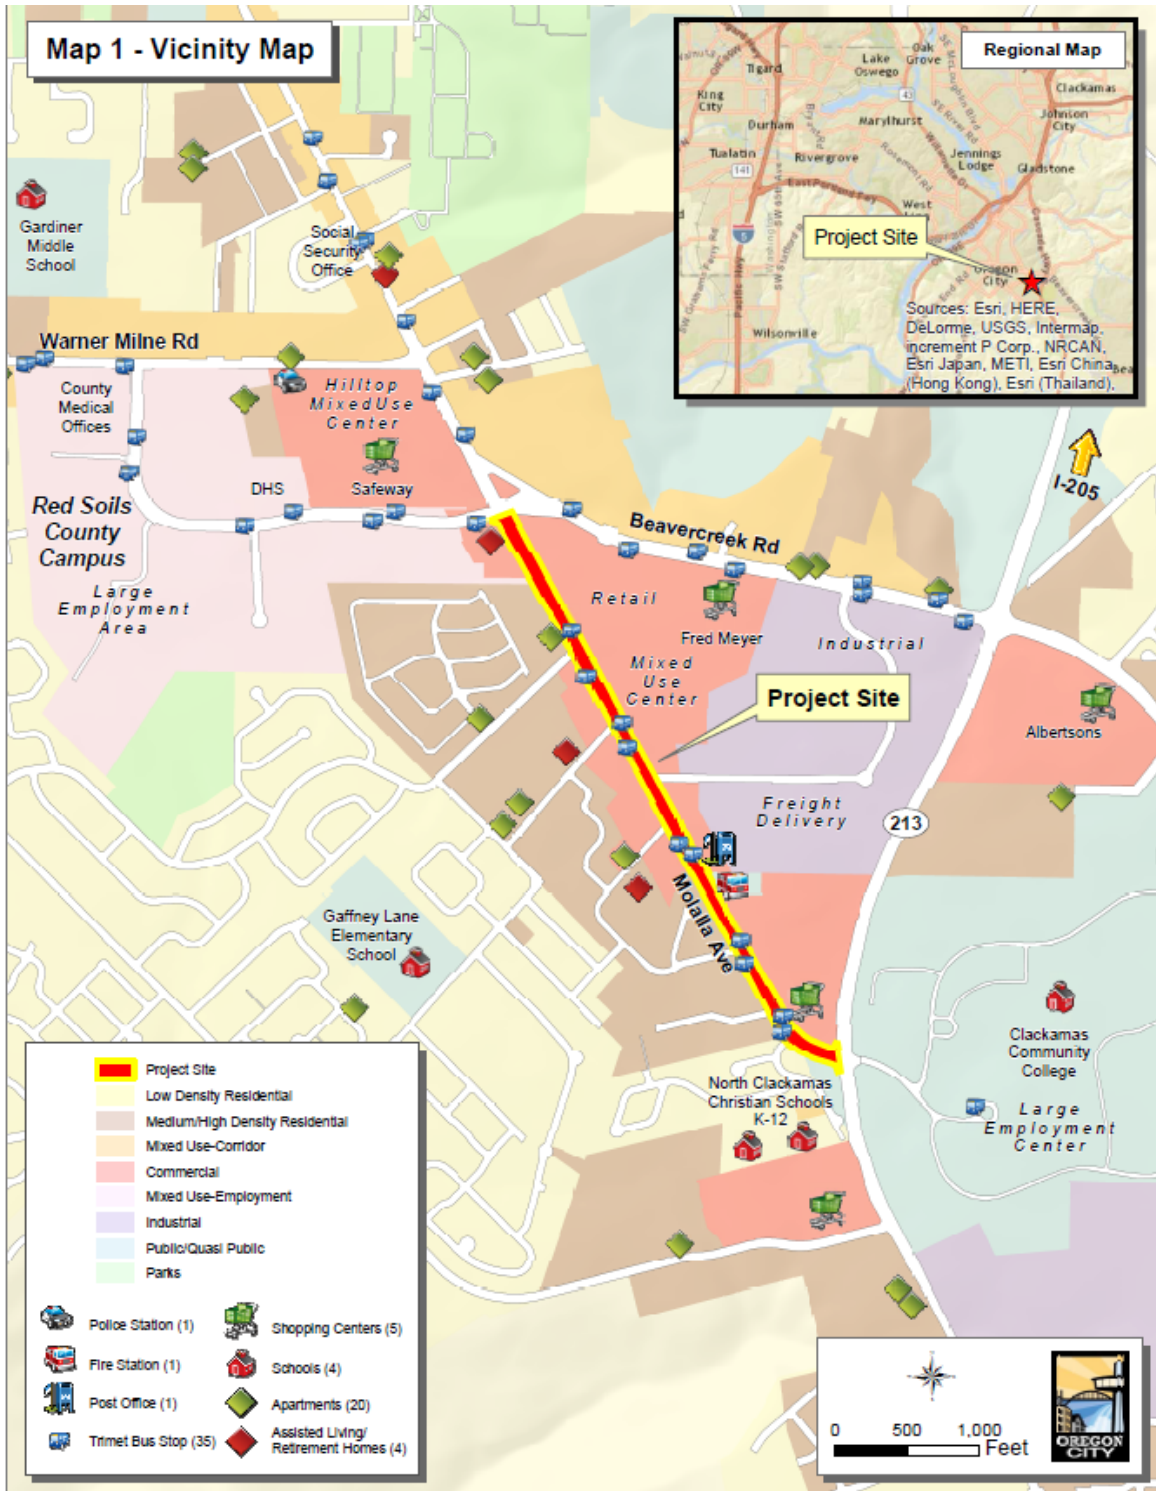 Map 1 - Vicinity Map
Regional Map
Tigard
Lake
Oswego
Oak
Grove
King
City
Clackamas
43
Johnson
City
Durham
Marylhurst
Tualatin
Rivergrove
Jennings
Lodge
Gladstone
141
East Portland Fwy
West
5
Project Site
Oregon
City
Wilsonville
Sources: Esri, HERE,
DeLorme, USGS, Intermap,
increment P Corp., NRCAN,
Esri Japan, METI, Esri China
(Hong Kong), Esri (Thailand),
Gardiner
Middle
School
Social
Security
Office
Warner Milne Rd
County
Medical
Offices
Hilltop
MixedUse
Center
I-205
DHS
Safeway
Red Soils
County
Campus
Beavercreek Rd
Large
Employment
Area
Retail
Fred Meyer
Industrial
Mixed
Use
Center
Project Site
Albertsons
Freight
Delivery
213
Molalla Ave
Gaffney Lane
Elementary
School
Clackamas
Community
College
North Clackamas
Christian Schools
K-12
Large
Employment
Center
Project Site
Low Density Residential
Medium/High Density Residential
Mixed Use-Corridor
Commercial
Mixed Use-Employment
Industrial
Public/Quasi Public
Parks
Police Station (1)
Shopping Centers (5)
Fire Station (1)
Schools (4)
Post Office (1)
Apartments (20)
Trimet Bus Stop (35)
Assisted Living/
Retirement Homes (4)
0 500 1,000
Feet
OREGON
CITY